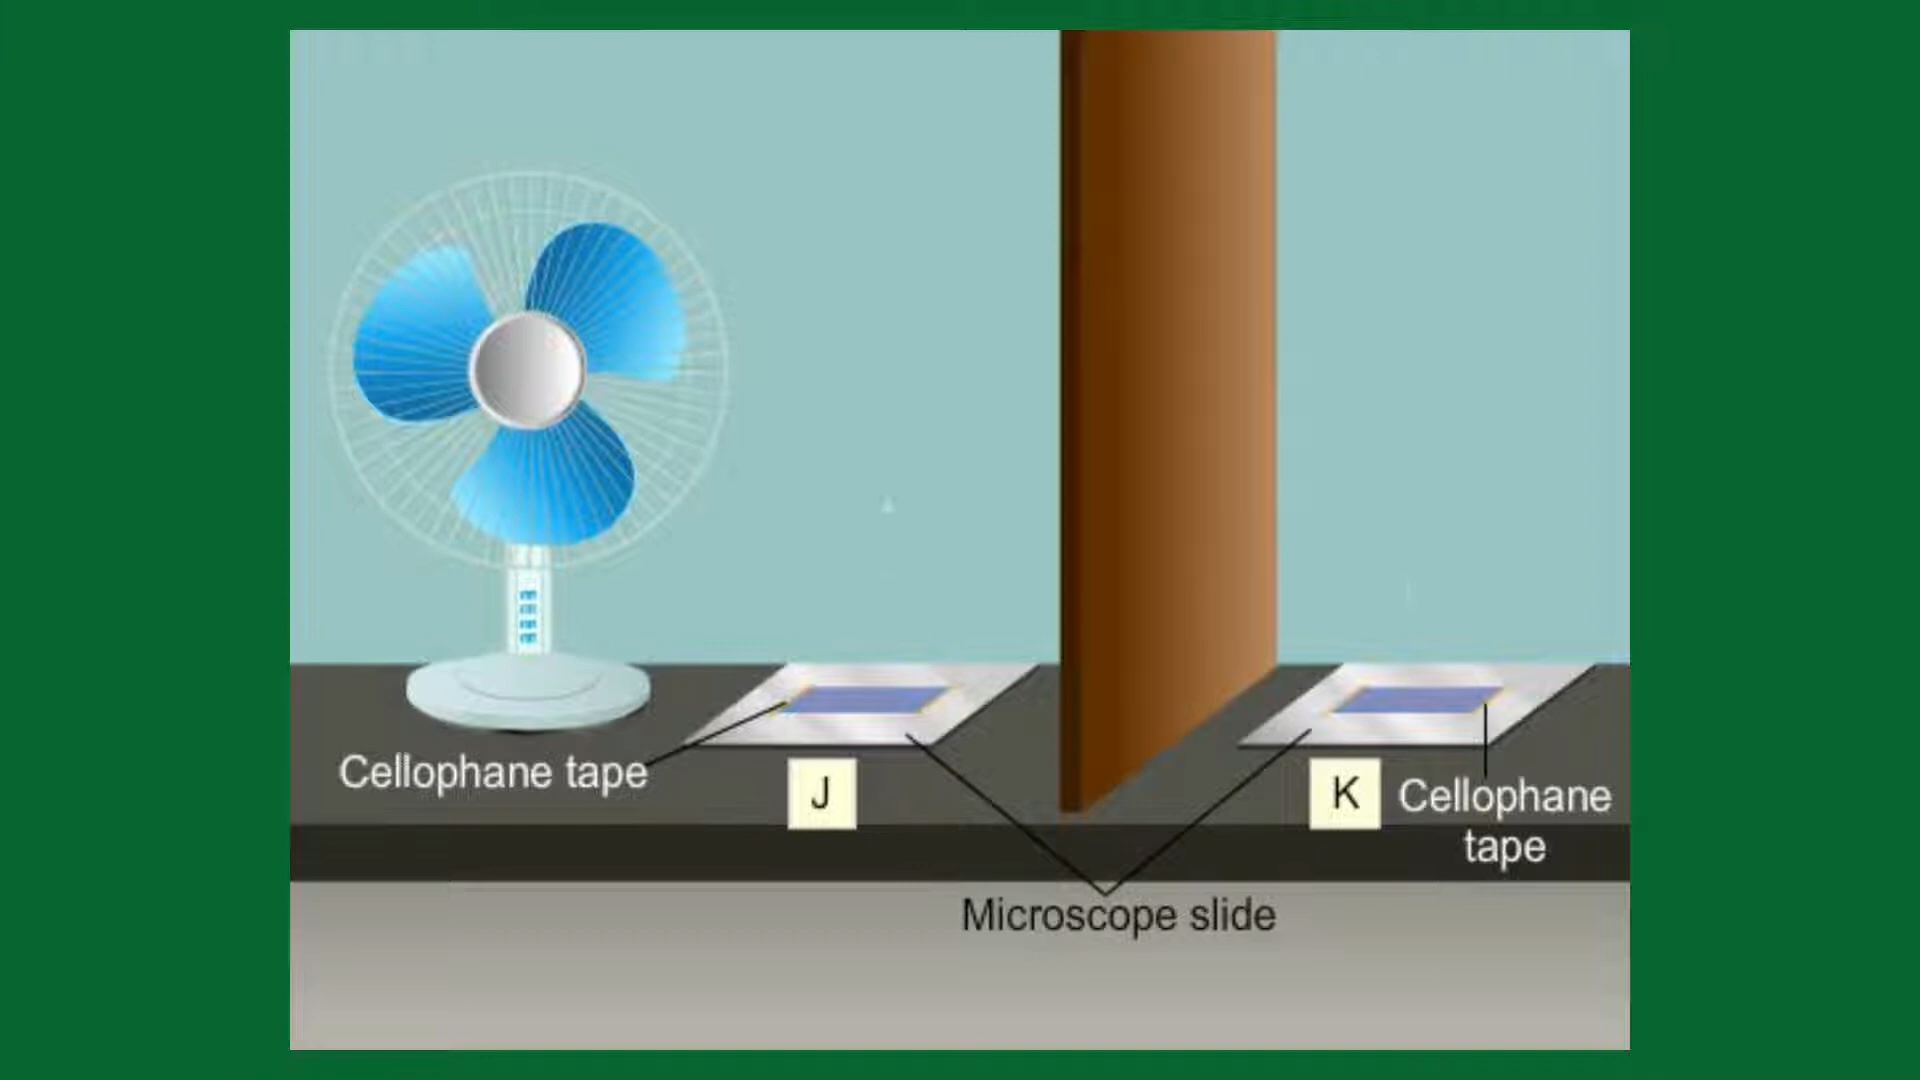 Cellophane tape
J
K
Cellophane
tape
Microscope slide